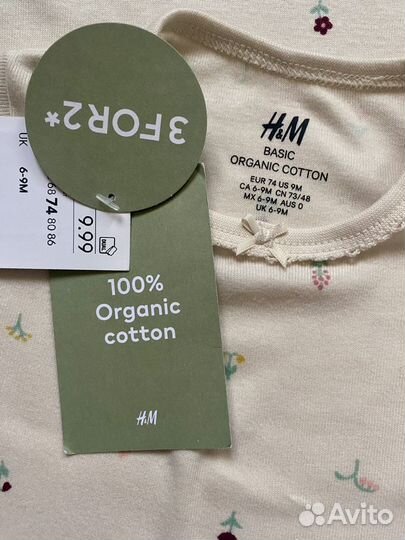 3 FOR 2*
UK
6-9M
68 74 80 86
9.99
100%
Organic
cotton
H&M
H&M
BASIC
ORGANIC COTTON
EUR 74 US 9M
CA 6-9M CN 73/48
MX 6-9M AUS 0
UK 6-9M
Avito